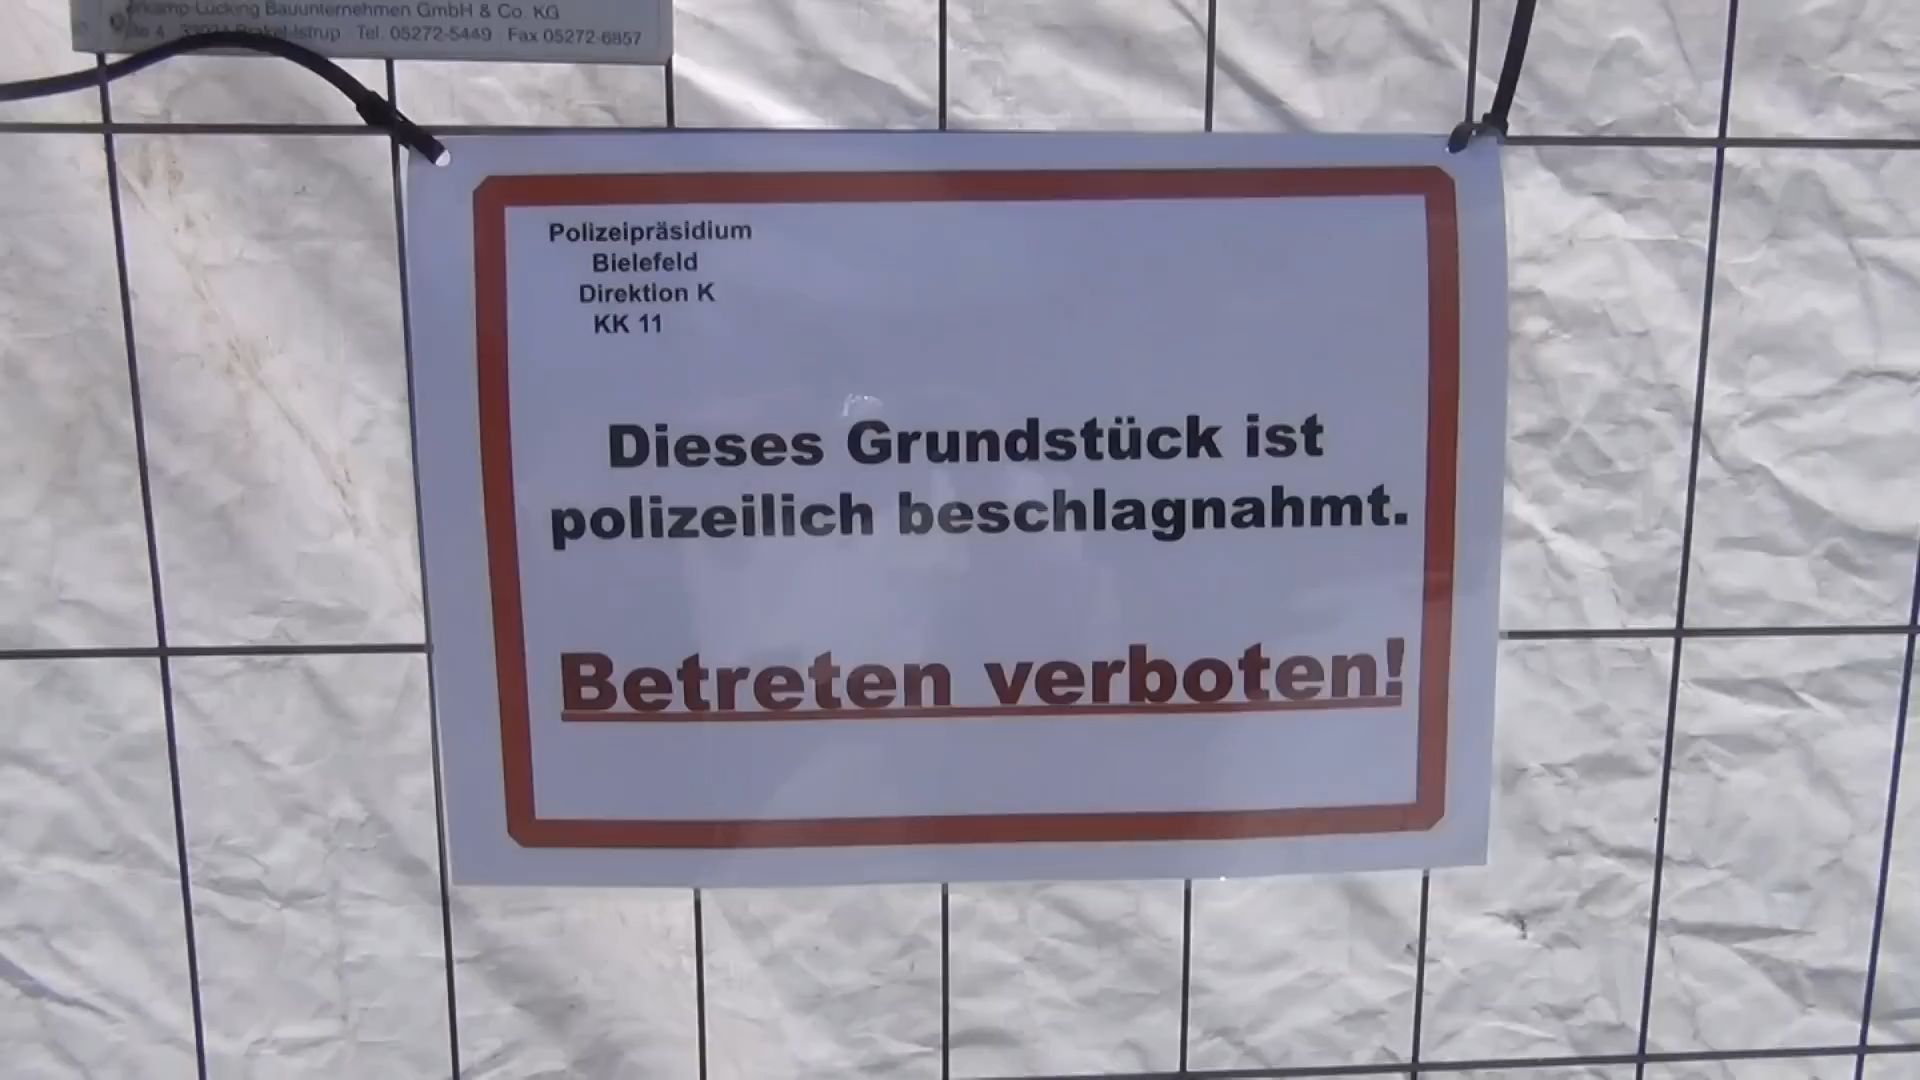 Bauunternehmen GmbH & Co. KG
Tel. 05272-5449 Fax 05272-6857
Polizeipräsidium
Bielefeld
Direktion K
KK 11
Dieses Grundstück ist
polizeilich beschlagnahmt.
Betreten verboten!